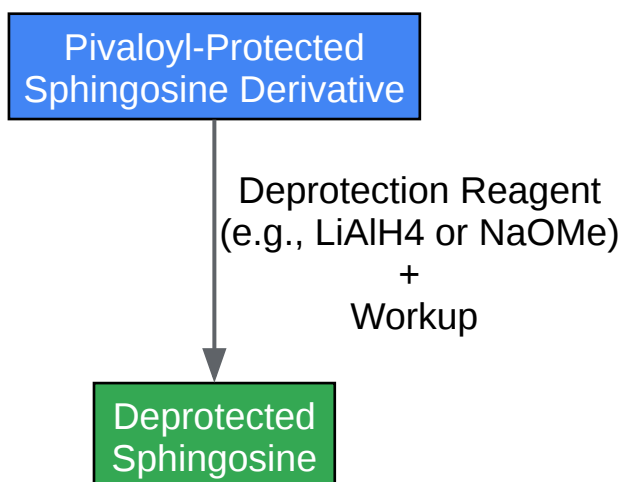 Pivaloyl-Protected
Sphingosine Derivative
Deprotection Reagent
(e.g., LiAlH4 or NaOMe)
+
Workup
Deprotected
Sphingosine